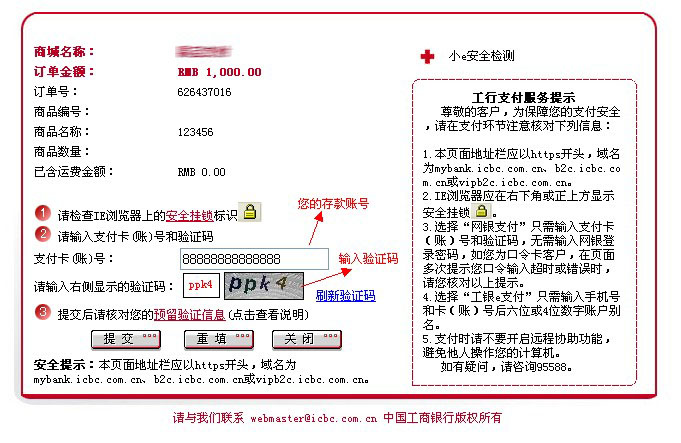 商城名称：
订单金额： RMB 1,000.00
订单号： 626437016
商品编号：
商品名称： 123456
商品数量：
已含运费金额： RMB 0.00
1 请检查IE浏览器上的安全挂锁标识
您的存款账号
2 请输入支付卡(账)号和验证码
支付卡(账)号： 88888888888888
输入验证码
请输入右侧显示的验证码： ppk4 ppk4 刷新验证码
3 提交后请核对您的预留验证信息(点击查看说明)
提 交 重 填 关 闭
安全提示：本页面地址栏应以https开头，域名为
mybank.icbc.com.cn、b2c.icbc.com.cn或vipb2c.icbc.com.cn。
小e安全检测
工行支付服务提示
尊敬的客户，为保障您的支付安全
，请在支付环节注意核对下列信息：
1.本页面地址栏应以https开头，域名
为mybank.icbc.com.cn、b2c.icbc.co
m.cn或vipb2c.icbc.com.cn。
2.IE浏览器应在右下角或正上方显示
安全挂锁。
3.选择“网银支付”只需输入支付卡
（账）号和验证码，无需输入网银登
录密码，如您为口令卡客户，在页面
多次提示您口令输入超时或错误时，
请您核对以上提示。
4.选择“工银e支付”只需输入手机号
和卡（账）号后六位或4位数字账户别
名。
5.支付时请不要开启远程协助功能，
避免他人操作您的计算机。
如有疑问，请咨询95588。
请与我们联系 webmaster@icbc.com.cn 中国工商银行版权所有